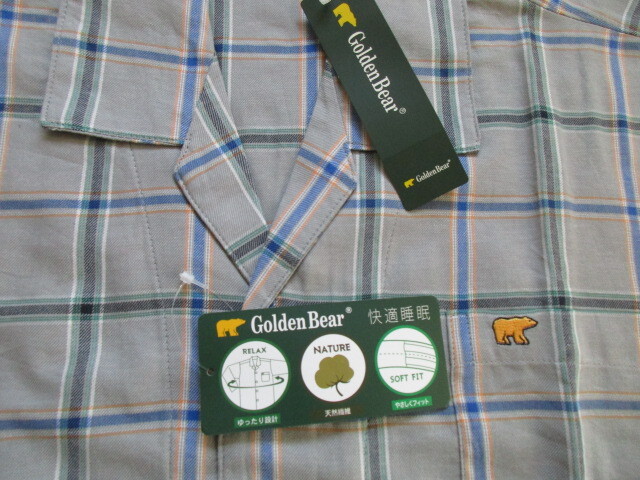 GoldenBear®
GoldenBear®
GoldenBear® 快適睡眠
RELAX
ゆったり設計
NATURE
天然繊維
SOFT FIT
やさしくフィット